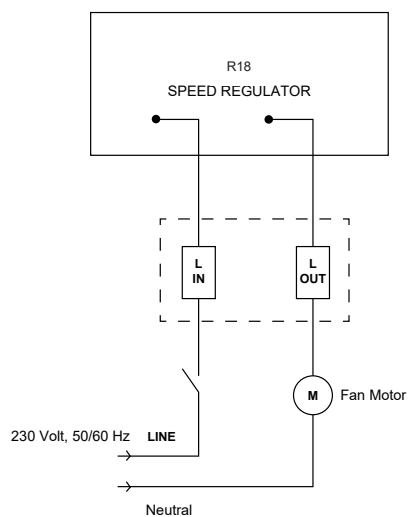 R18
SPEED REGULATOR
L
IN
L
OUT
M
Fan Motor
230 Volt, 50/60 Hz LINE
Neutral